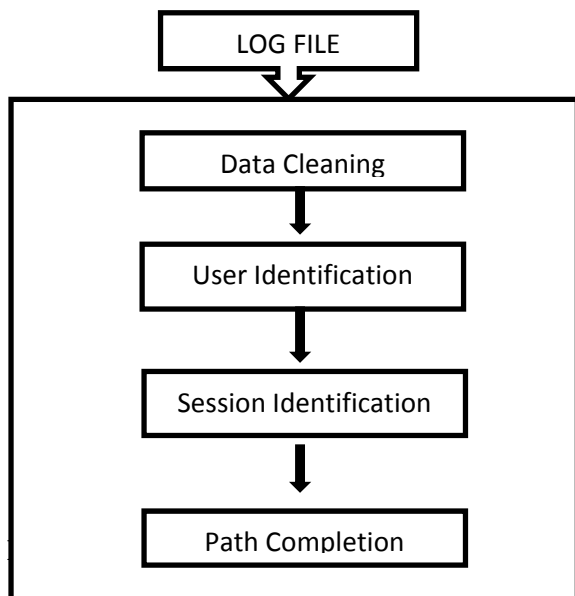 LOG FILE
Data Cleaning
User Identification
Session Identification
Path Completion